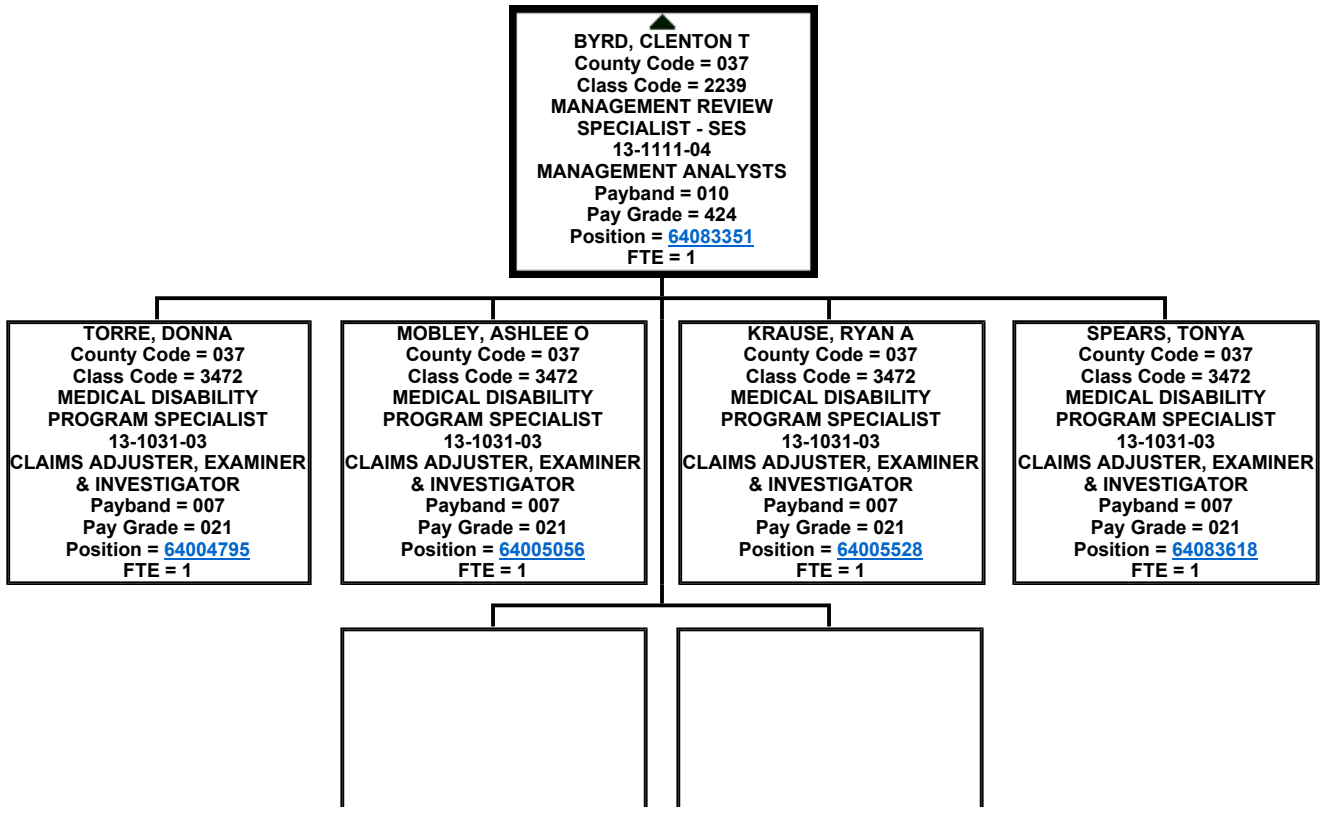 BYRD, CLENTON T
County Code = 037
Class Code = 2239
MANAGEMENT REVIEW
SPECIALIST - SES
13-1111-04
MANAGEMENT ANALYSTS
Payband = 010
Pay Grade = 424
Position = 64083351
FTE = 1
TORRE, DONNA
County Code = 037
Class Code = 3472
MEDICAL DISABILITY
PROGRAM SPECIALIST
13-1031-03
CLAIMS ADJUSTER, EXAMINER
& INVESTIGATOR
Payband = 007
Pay Grade = 021
Position = 64004795
FTE = 1
MOBLEY, ASHLEE O
County Code = 037
Class Code = 3472
MEDICAL DISABILITY
PROGRAM SPECIALIST
13-1031-03
CLAIMS ADJUSTER, EXAMINER
& INVESTIGATOR
Payband = 007
Pay Grade = 021
Position = 64005056
FTE = 1
KRAUSE, RYAN A
County Code = 037
Class Code = 3472
MEDICAL DISABILITY
PROGRAM SPECIALIST
13-1031-03
CLAIMS ADJUSTER, EXAMINER
& INVESTIGATOR
Payband = 007
Pay Grade = 021
Position = 64005528
FTE = 1
SPEARS, TONYA
County Code = 037
Class Code = 3472
MEDICAL DISABILITY
PROGRAM SPECIALIST
13-1031-03
CLAIMS ADJUSTER, EXAMINER
& INVESTIGATOR
Payband = 007
Pay Grade = 021
Position = 64083618
FTE = 1